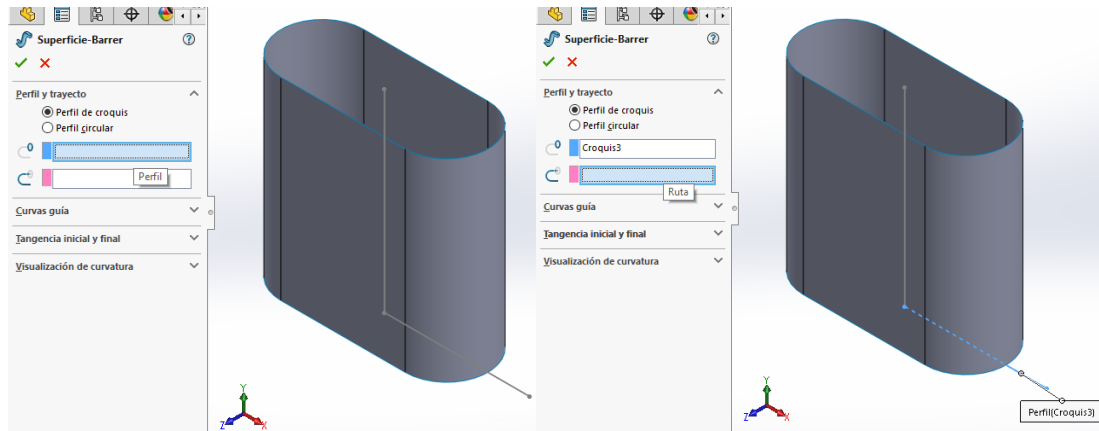 Superficie-Barrer
Perfil y trayecto
Perfil de croquis
Perfil circular
Perfil
Curvas guía
Tangencia inicial y final
Visualización de curvatura
Y
Z
X
Superficie-Barrer
Perfil y trayecto
Perfil de croquis
Perfil circular
Croquis3
Ruta
Curvas guía
Tangencia inicial y final
Visualización de curvatura
Perfil(Croquis3)
Y
Z
X